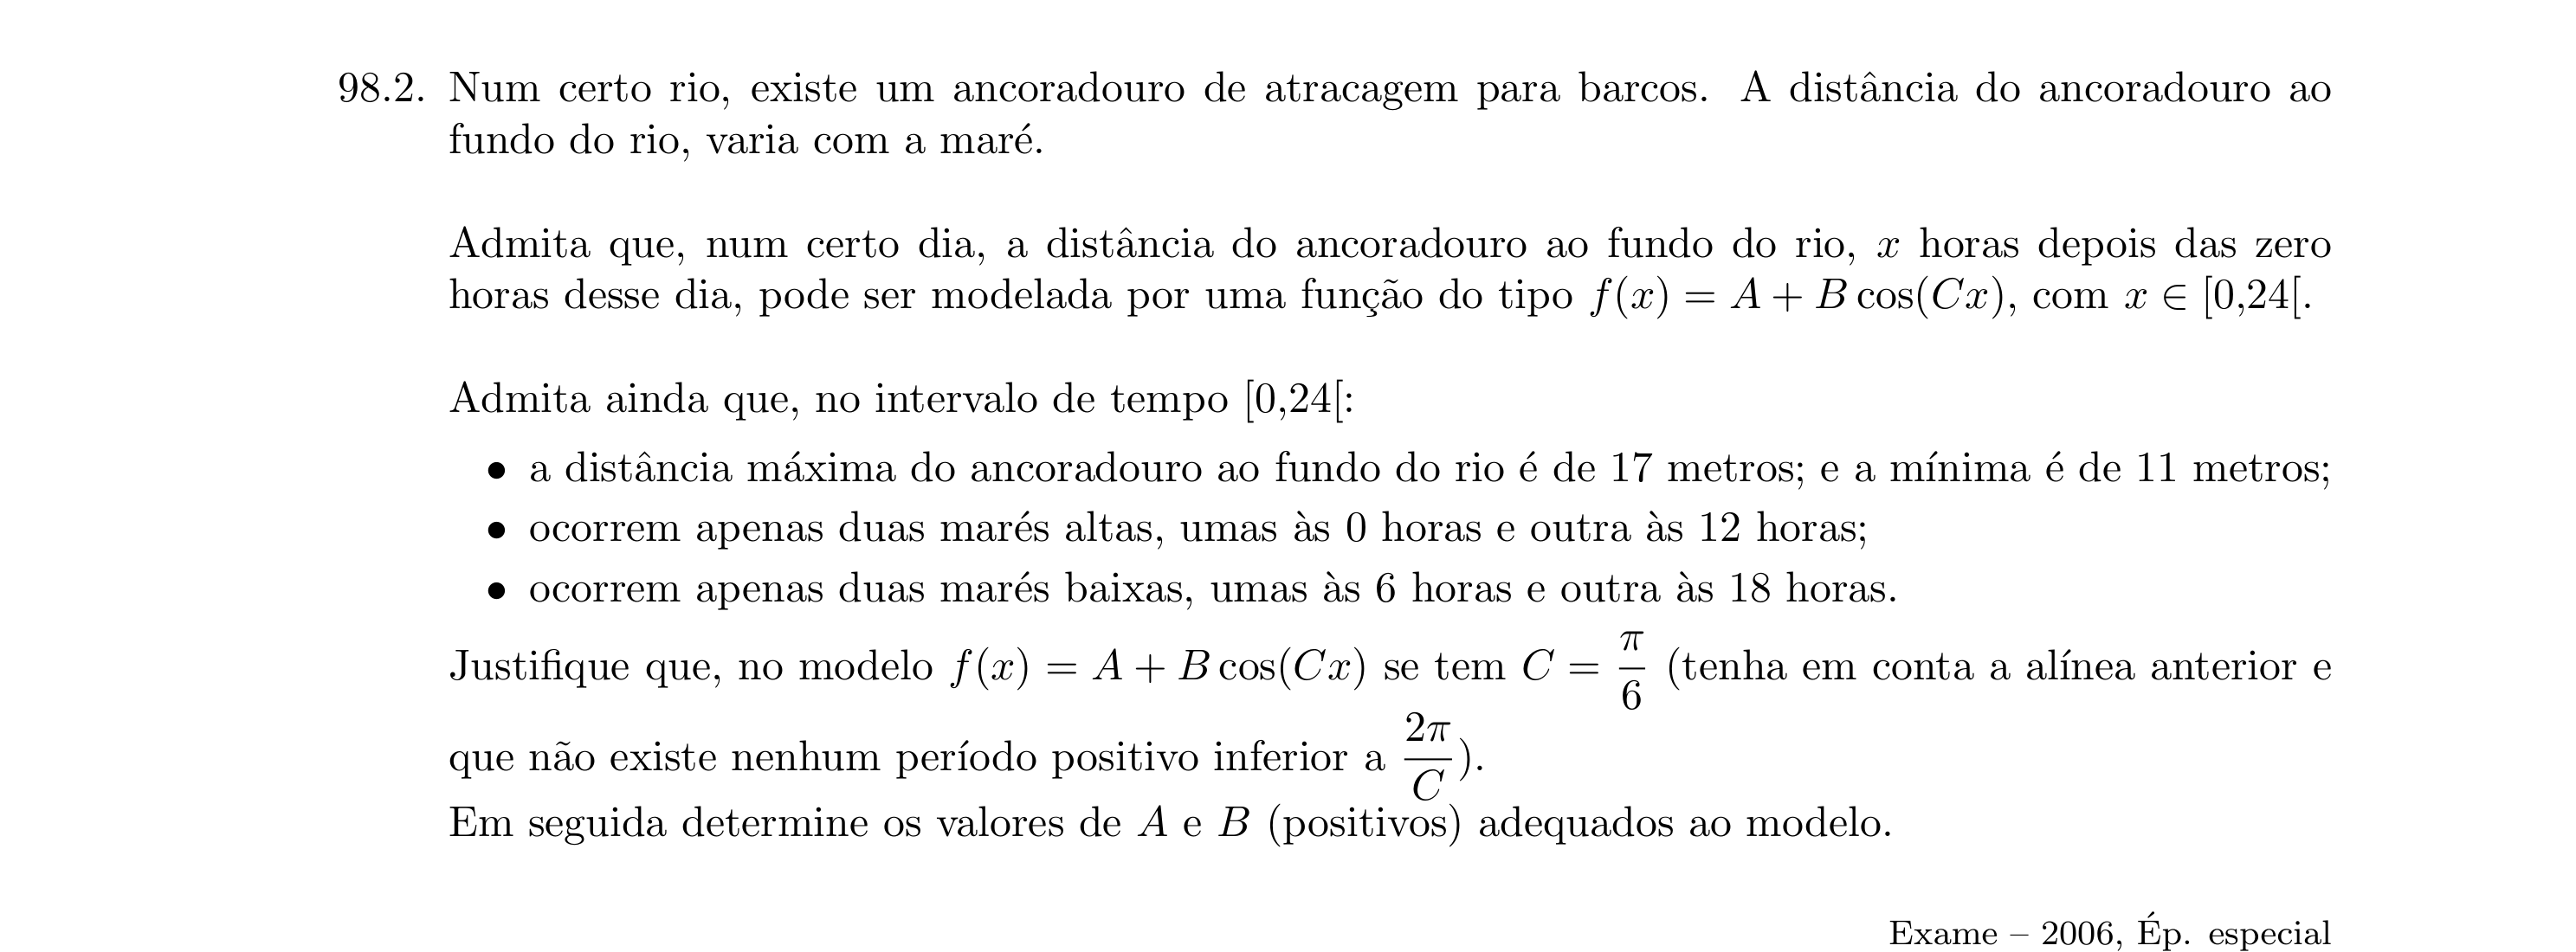 98.2. Num certo rio, existe um ancoradouro de atracagem para barcos. A distância do ancoradouro ao
fundo do rio, varia com a maré.
Admita que, num certo dia, a distância do ancoradouro ao fundo do rio, x horas depois das zero
horas desse dia, pode ser modelada por uma função do tipo f(x) = A + B cos(Cx), com x ∈ [0,24[.
Admita ainda que, no intervalo de tempo [0,24[:
• a distância máxima do ancoradouro ao fundo do rio é de 17 metros; e a mínima é de 11 metros;
• ocorrem apenas duas marés altas, umas às 0 horas e outra às 12 horas;
• ocorrem apenas duas marés baixas, umas às 6 horas e outra às 18 horas.
Justifique que, no modelo f(x) = A + B cos(Cx) se tem C = π/6 (tenha em conta a alínea anterior e
que não existe nenhum período positivo inferior a 2π/C).
Em seguida determine os valores de A e B (positivos) adequados ao modelo.
Exame – 2006, Ép. especial